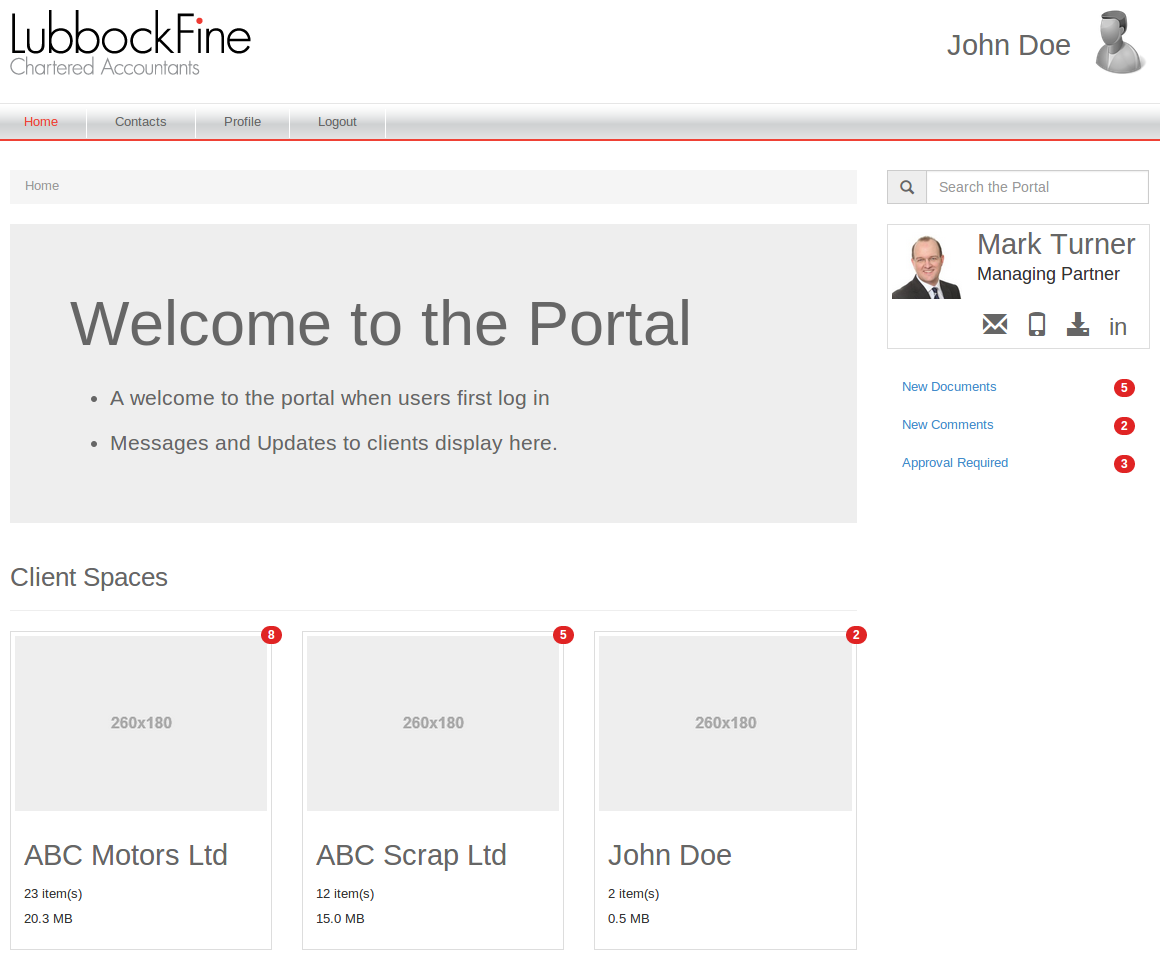 LubbockFine
Chartered Accountants
John Doe
Home Contacts Profile Logout
Home
Search the Portal
Welcome to the Portal
A welcome to the portal when users first log in
Messages and Updates to clients display here.
Mark Turner
Managing Partner
in
New Documents 5
New Comments 2
Approval Required 3
Client Spaces
8
260x180
ABC Motors Ltd
23 item(s)
20.3 MB
5
260x180
ABC Scrap Ltd
12 item(s)
15.0 MB
2
260x180
John Doe
2 item(s)
0.5 MB